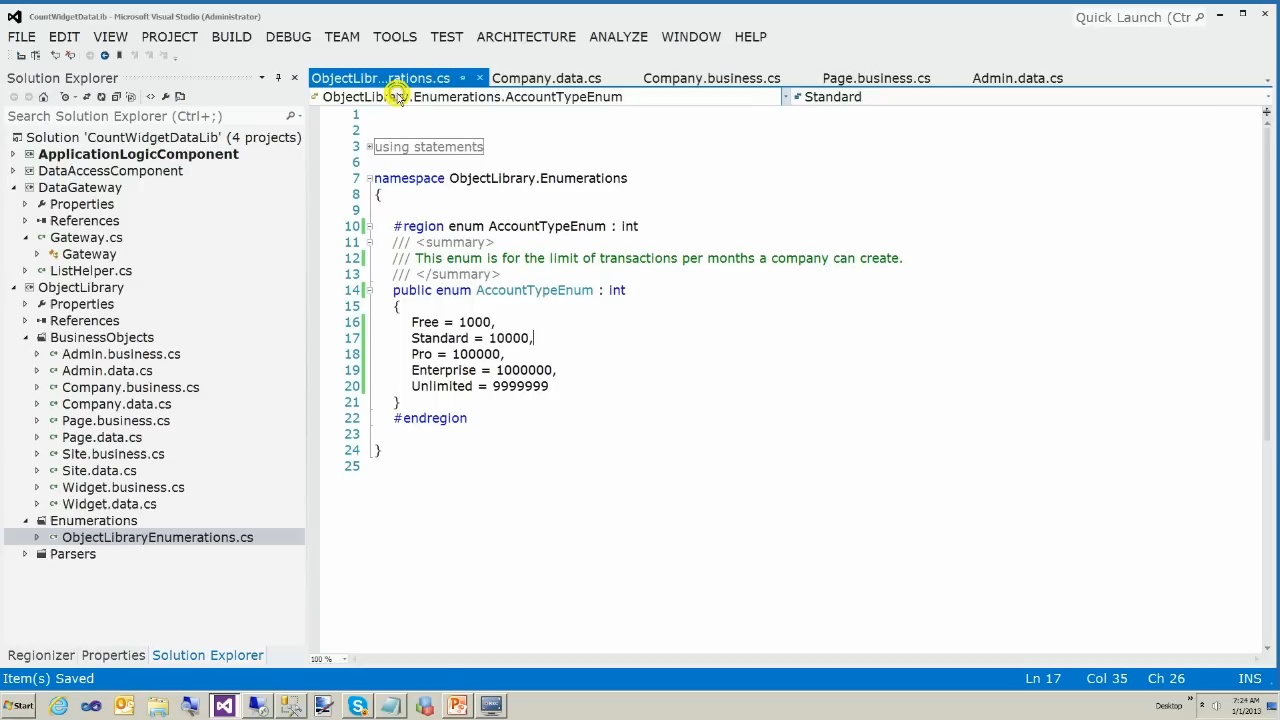 CountWidgetDataLib - Microsoft Visual Studio (Administrator)
Quick Launch (Ctr
FILE EDIT VIEW PROJECT BUILD DEBUG TEAM TOOLS TEST ARCHITECTURE ANALYZE WINDOW HELP
Solution Explorer
Search Solution Explorer (Ctrl+;)
Solution 'CountWidgetDataLib' (4 projects)
ApplicationLogicComponent
DataAccessComponent
DataGateway
Properties
References
Gateway.cs
Gateway
ListHelper.cs
ObjectLibrary
Properties
References
BusinessObjects
Admin.business.cs
Admin.data.cs
Company.business.cs
Company.data.cs
Page.business.cs
Page.data.cs
Site.business.cs
Site.data.cs
Widget.business.cs
Widget.data.cs
Enumerations
ObjectLibraryEnumerations.cs
Parsers
Regionizer Properties Solution Explorer
ObjectLibr...rations.cs Company.data.cs Company.business.cs Page.business.cs Admin.data.cs
Standard
1
2
3 using statements
6
7 namespace ObjectLibrary.Enumerations
8 {
9
10 #region enum AccountTypeEnum : int
11 /// <summary>
12 /// This enum is for the limit of transactions per months a company can create.
13 /// </summary>
14 public enum AccountTypeEnum : int
15 {
16 Free = 1000,
17 Standard = 10000,
18 Pro = 100000,
19 Enterprise = 1000000,
20 Unlimited = 9999999
21 }
22 #endregion
23
24 }
25
100 %
Item(s) Saved Ln 17 Col 35 Ch 26 INS
Start Desktop 7:24 AM
1/1/2013